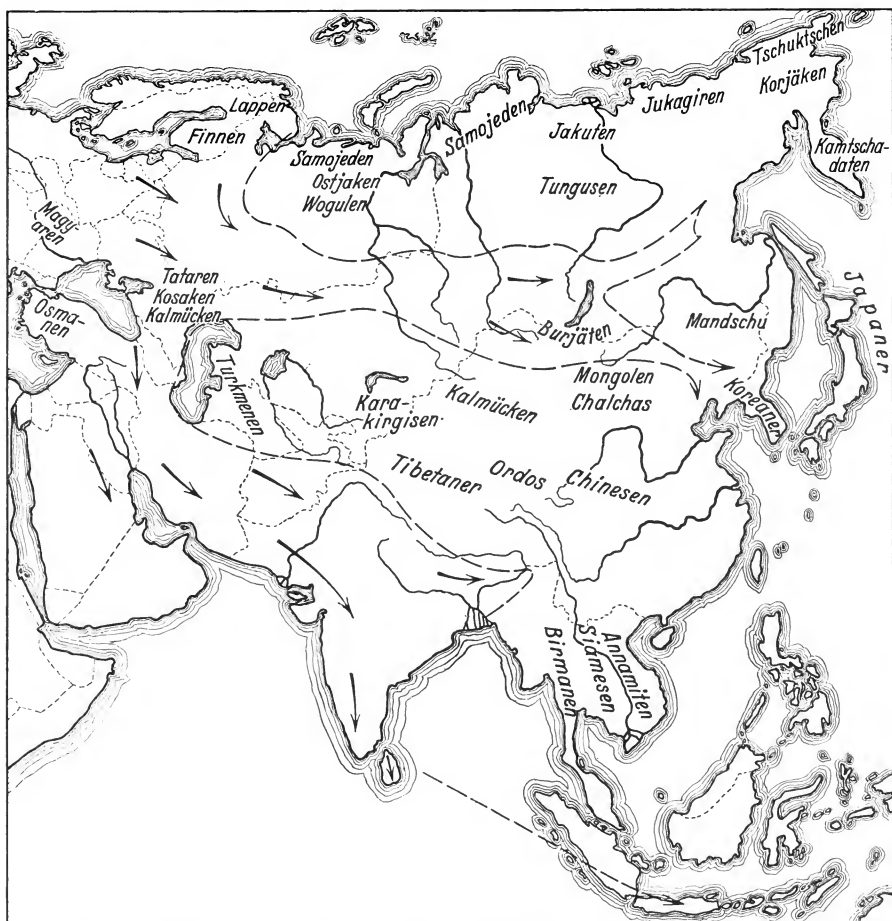 Tschuktschen
Korjäken
Lappen
Jukagiren
Samojeden
Finnen
Jakuten
Kamtscha-
daten
Samojeden
Ostjaken
Wogulen
Tungusen
Magy-
aren
Tataren
Kosaken
Kalmücken
Osma-
nen
Japaner
Burjäten
Mandschu
Turkmenen
Mongolen
Chalchas
Kalmücken
Kara-
kirgisen
Koreaner
Tibetaner
Ordos
Chinesen
Birmanen
Siamesen
Annamiten